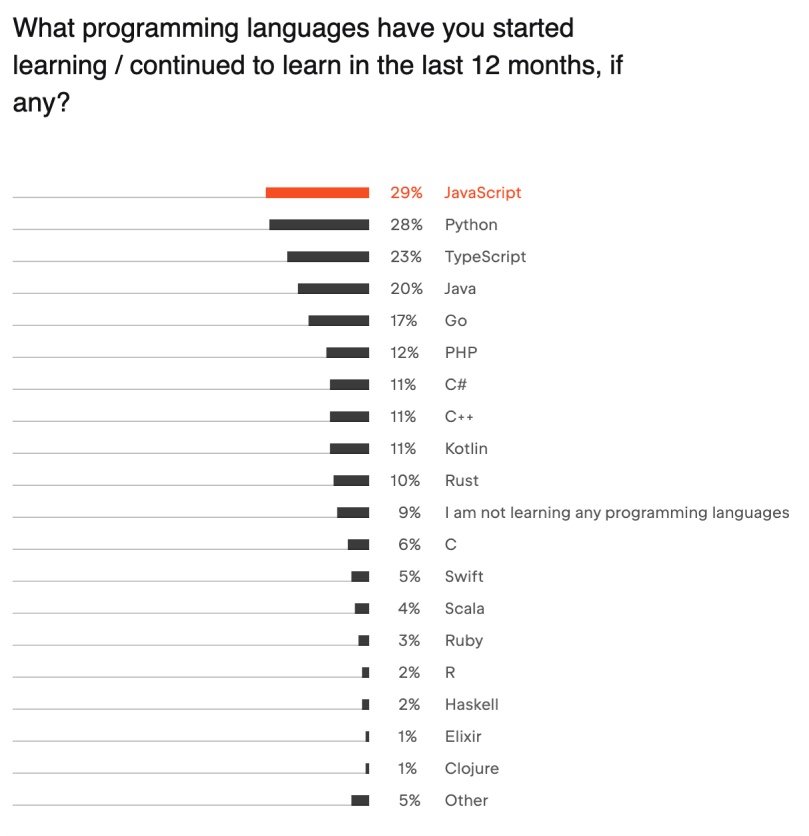 What programming languages have you started
learning / continued to learn in the last 12 months, if
any?
29% JavaScript
28% Python
23% TypeScript
20% Java
17% Go
12% PHP
11% C#
11% C++
11% Kotlin
10% Rust
9% I am not learning any programming languages
6% C
5% Swift
4% Scala
3% Ruby
2% R
2% Haskell
1% Elixir
1% Clojure
5% Other